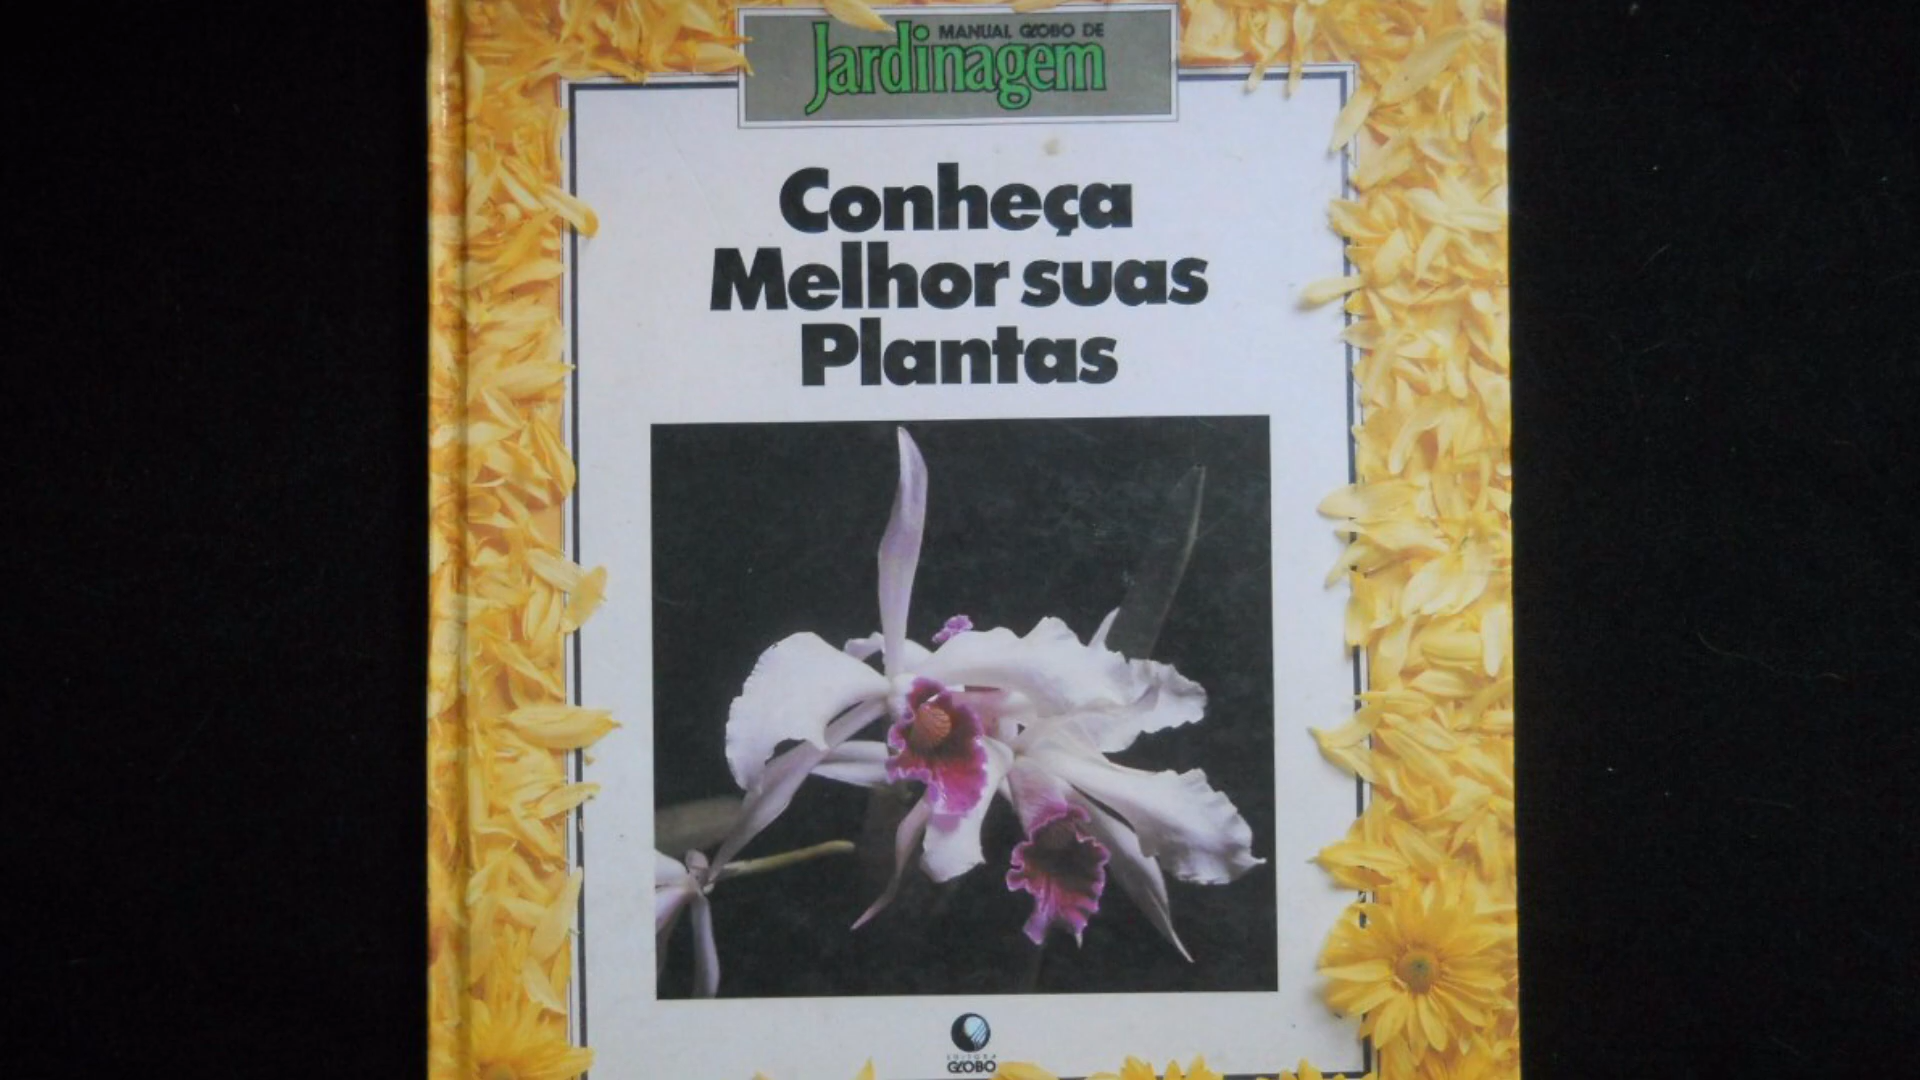 MANUAL GLOBO DE
Jardinagem
Conheça
Melhor suas
Plantas
EDITORA
GLOBO